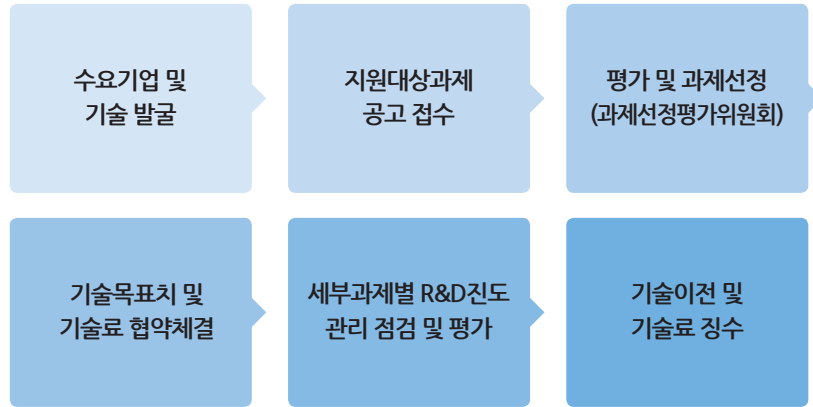 수요기업 및
기술 발굴
지원대상과제
공고 접수
평가 및 과제선정
(과제선정평가위원회)
기술목표치 및
기술료 협약체결
세부과제별 R&D진도
관리 점검 및 평가
기술이전 및
기술료 징수